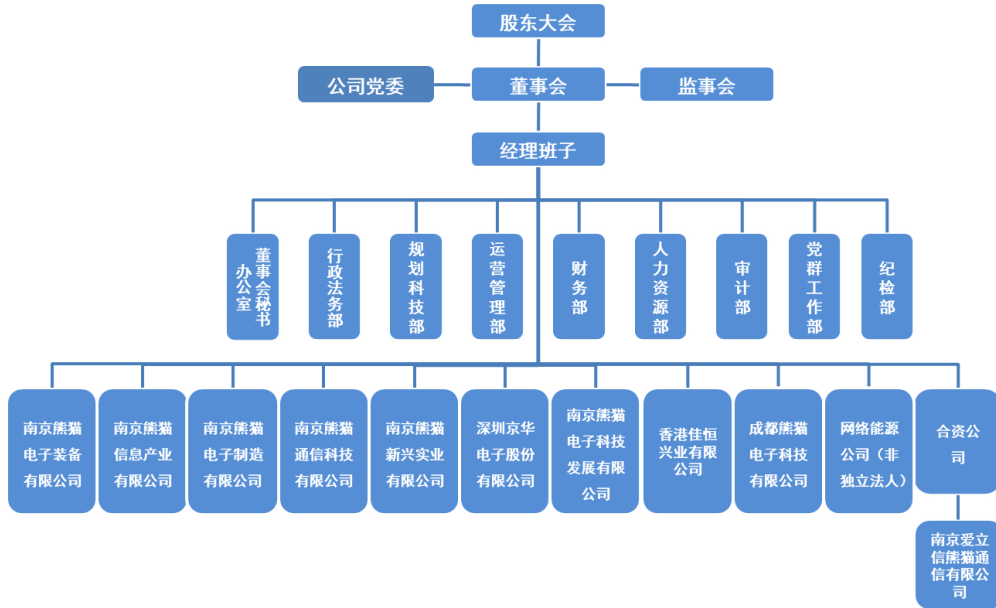 股东大会
公司党委
董事会
监事会
经理班子
董事会秘书
办公室
行政法务部
规划科技部
运营管理部
财务部
人力资源部
审计部
党群工作部
纪检部
南京熊猫
电子装备
有限公司
南京熊猫
信息产业
有限公司
南京熊猫
电子制造
有限公司
南京熊猫
通信科技
有限公司
南京熊猫
新兴实业
有限公司
深圳京华
电子股份
有限公司
南京熊猫
电子科技
发展有限
公司
香港佳恒
兴业有限
公司
成都熊猫
电子科技
有限公司
网络能源
公司（非
独立法人）
合资公
司
南京爱立
信熊猫通
信有限公
司